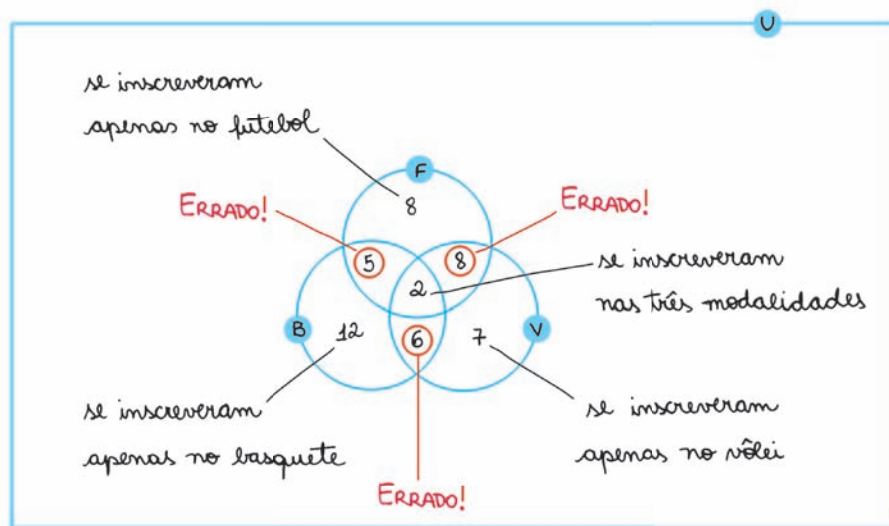 U
se inscreveram
apenas no futebol
F
8
ERRADO!
ERRADO!
5
8
se inscreveram
nas três modalidades
2
B
12
6
7
V
se inscreveram
apenas no basquete
se inscreveram
apenas no vôlei
ERRADO!